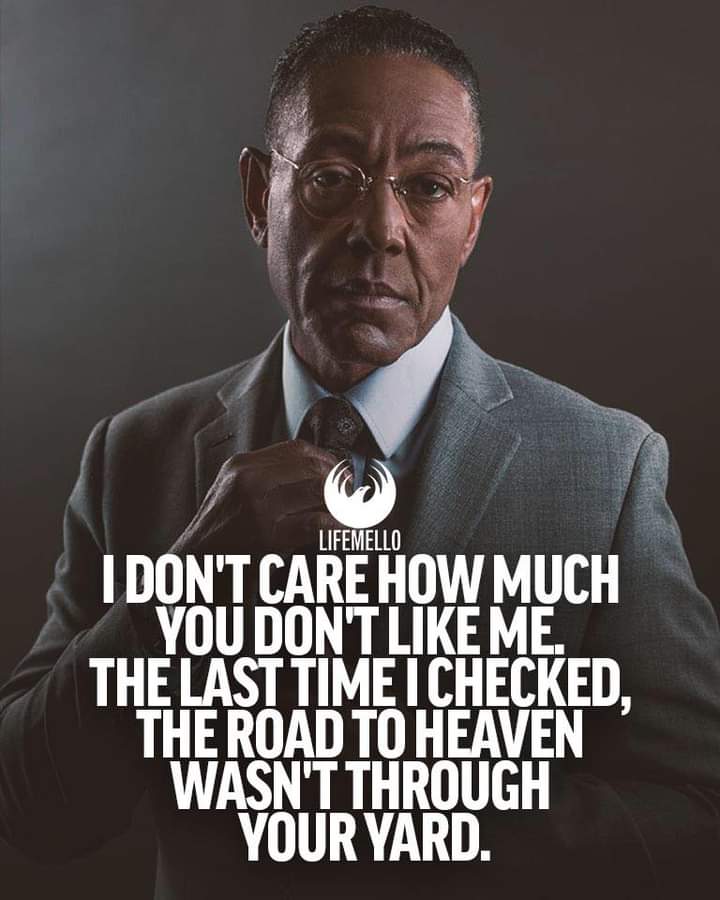 LIFEMELLO
I DON'T CARE HOW MUCH
YOU DON'T LIKE ME.
THE LAST TIME I CHECKED,
THE ROAD TO HEAVEN
WASN'T THROUGH
YOUR YARD.